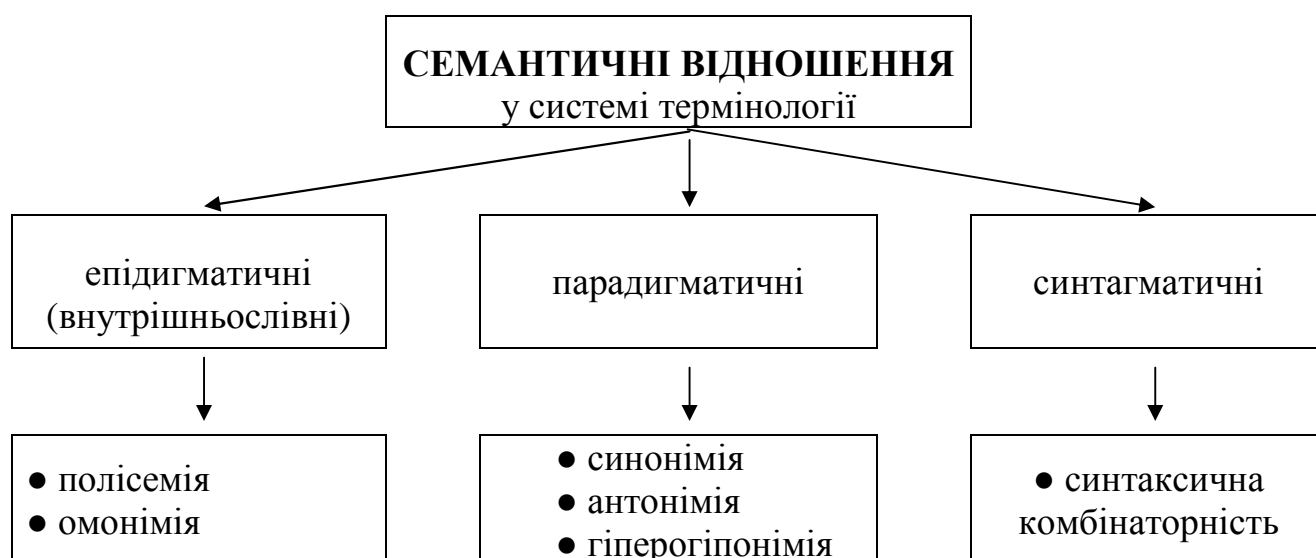 СЕМАНТИЧНІ ВІДНОШЕННЯ
у системі термінології
епідигматичні
(внутрішньослівні)
парадигматичні
синтагматичні
● полісемія
● омонімія
● синонімія
● антонімія
● гіперогіпонімія
● синтаксична
комбінаторність